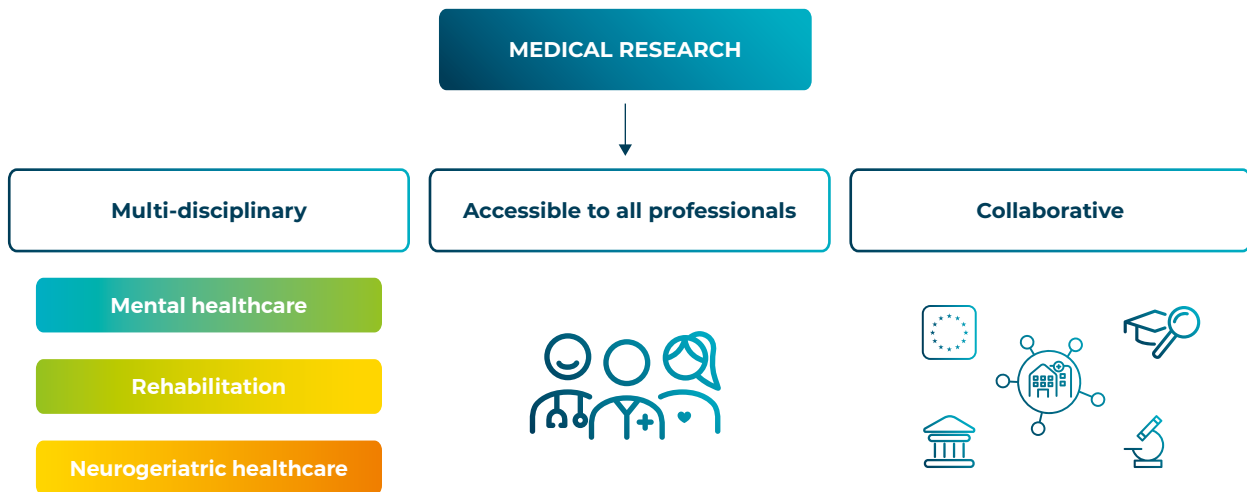 MEDICAL RESEARCH
Multi-disciplinary
Accessible to all professionals
Collaborative
Mental healthcare
Rehabilitation
Neurogeriatric healthcare